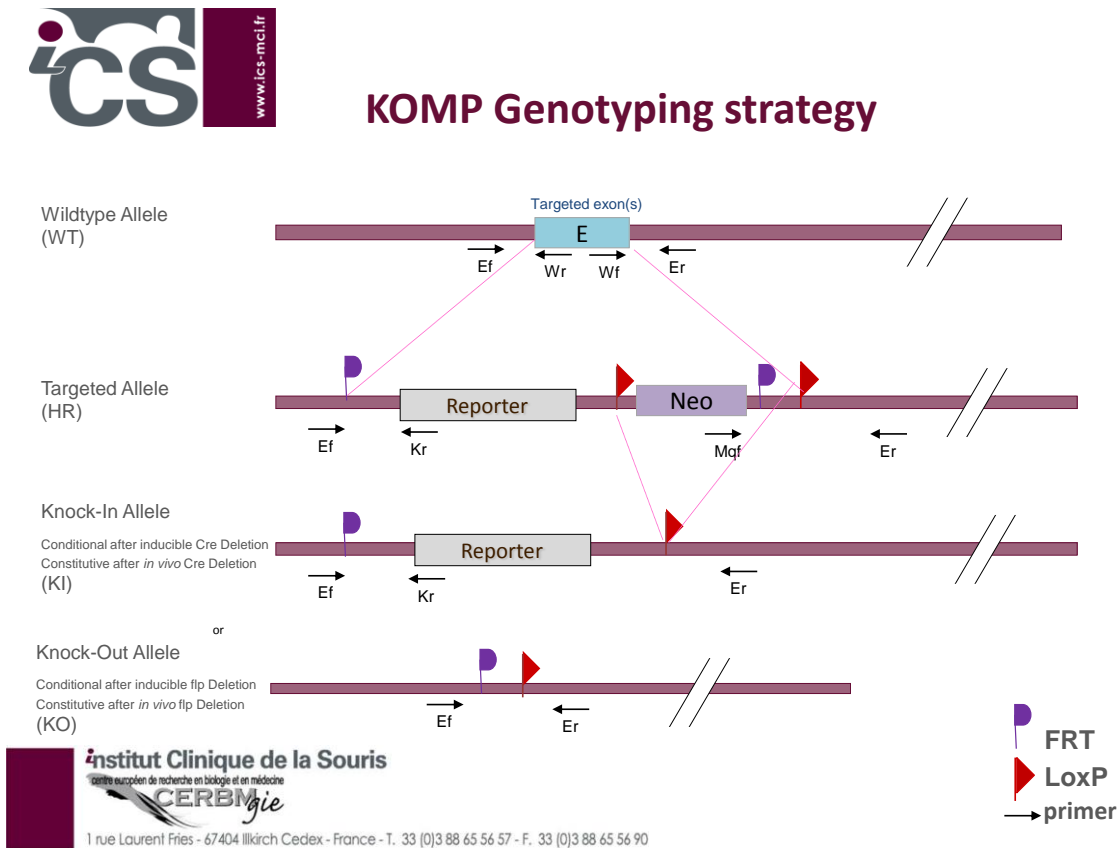 iCS
www.ics-mci.fr
KOMP Genotyping strategy
Wildtype Allele
(WT)
Targeted exon(s)
E
Ef
Wr
Wf
Er
Targeted Allele
(HR)
Reporter
Neo
Ef
Kr
Mqf
Er
Knock-In Allele
Conditional after inducible Cre Deletion
Constitutive after in vivo Cre Deletion
(KI)
Reporter
Ef
Kr
Er
or
Knock-Out Allele
Conditional after inducible flp Deletion
Constitutive after in vivo flp Deletion
(KO)
Ef
Er
FRT
LoxP
primer
institut Clinique de la Souris
centre européen de recherche en biologie et en médecine
CERBMgie
1 rue Laurent Fries - 67404 Illkirch Cedex - France - T. 33 (0)3 88 65 56 57 - F. 33 (0)3 88 65 56 90